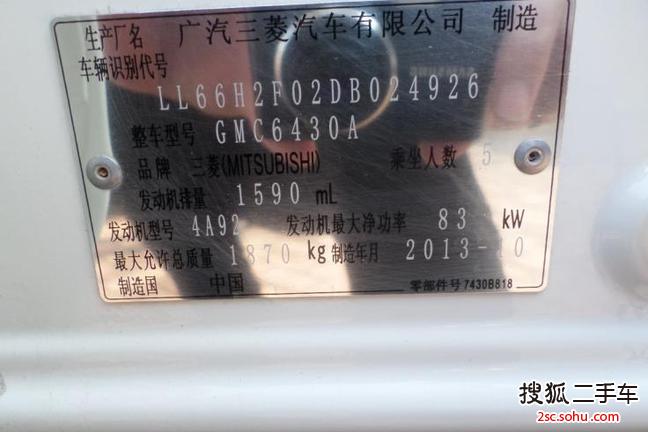 生产厂名 广汽三菱汽车有限公司 制造
车辆识别代号
LL66H2F02DB024926
整车型号 GMC6430A
品牌 三菱(MITSUBISHI) 乘坐人数 5
发动机排量 1590 mL
发动机型号 4A92 发动机最大净功率 83 kW
最大允许总质量 1870 kg 制造年月 2013-10
制造国 中国 零部件号 7430B818
搜狐二手车
2sc.sohu.com